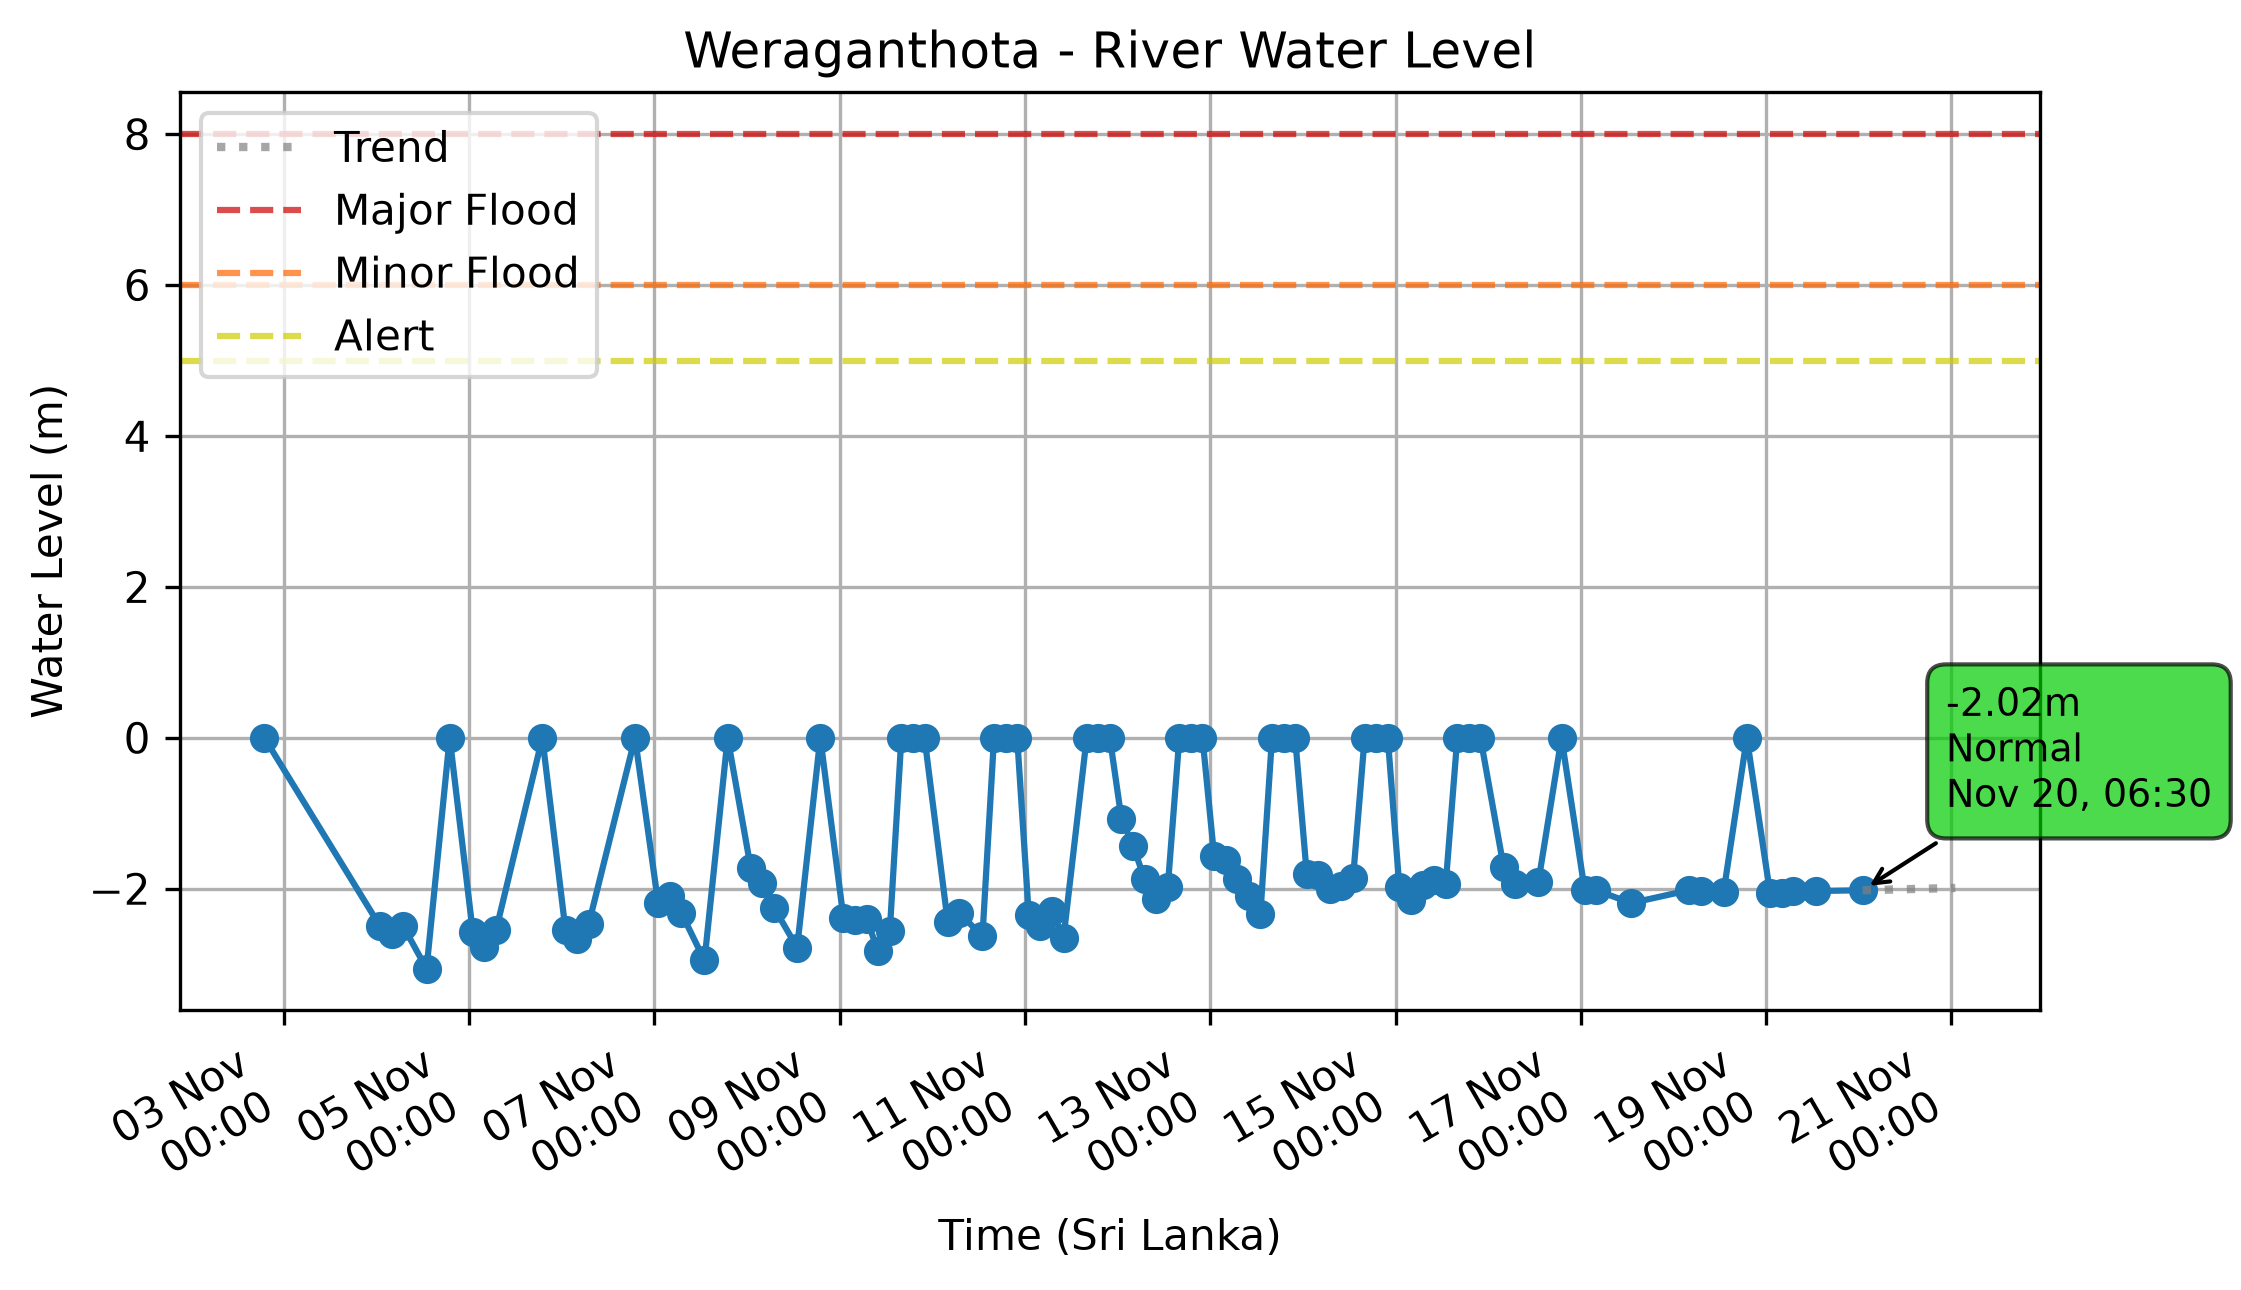 Weraganthota - River Water Level
Trend
Major Flood
Minor Flood
Alert
8
6
4
2
0
−2
Water Level (m)
-2.02m
Normal
Nov 20, 06:30
03 Nov
00:00
05 Nov
00:00
07 Nov
00:00
09 Nov
00:00
11 Nov
00:00
13 Nov
00:00
15 Nov
00:00
17 Nov
00:00
19 Nov
00:00
21 Nov
00:00
Time (Sri Lanka)